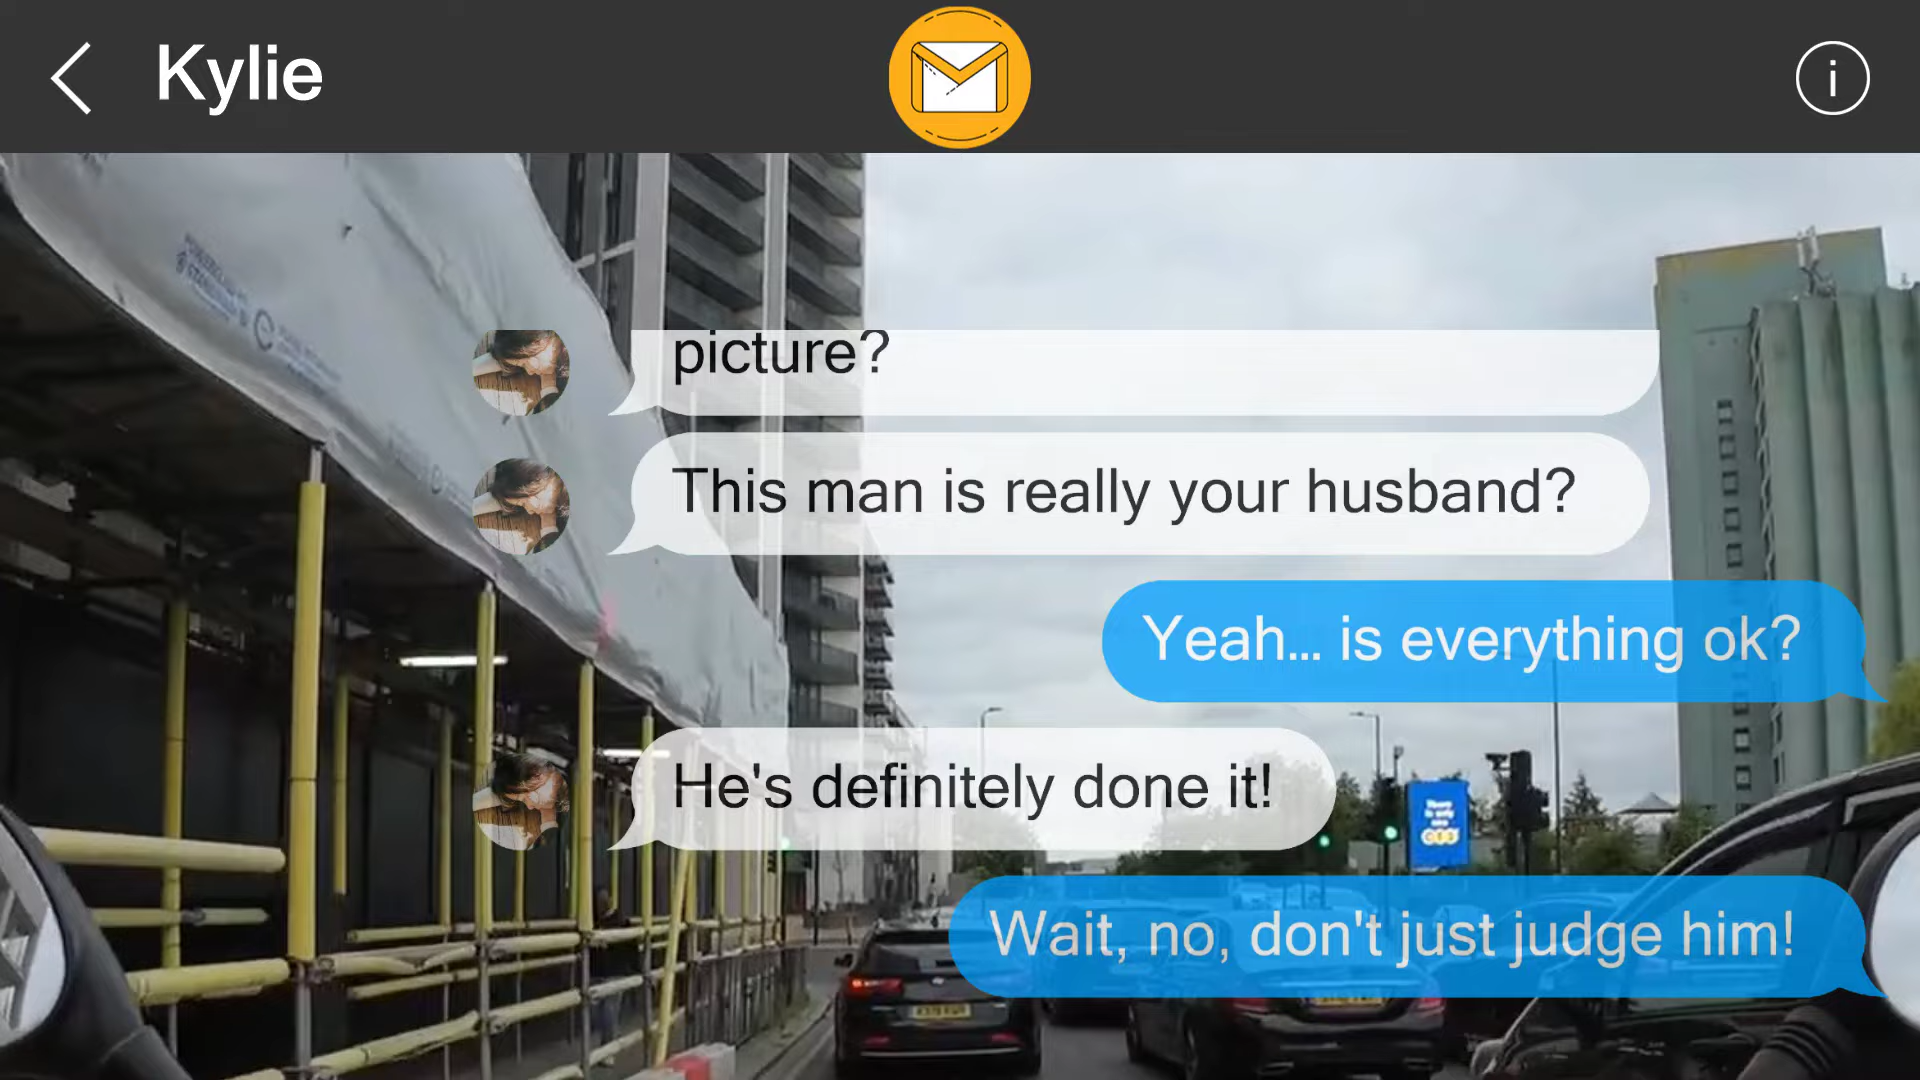 Kylie
i
picture?
This man is really your husband?
Yeah... is everything ok?
He's definitely done it!
Wait, no, don't just judge him!